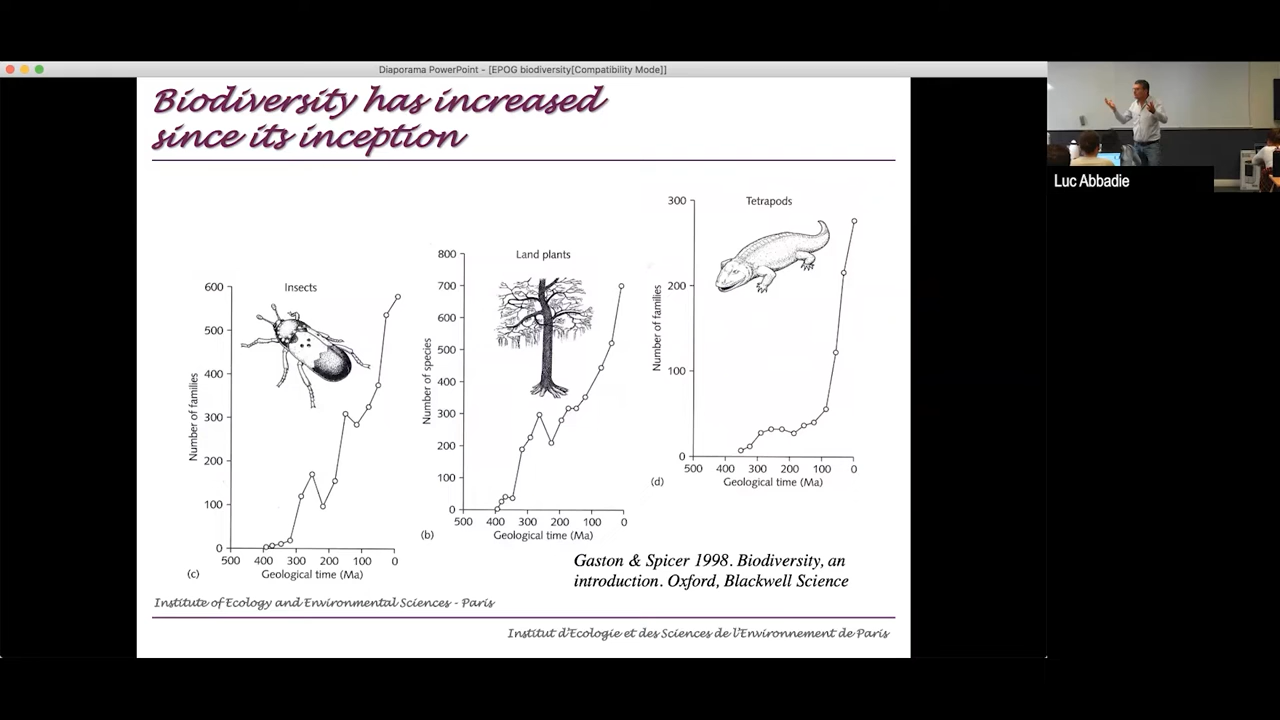 Diaporama PowerPoint - [EPOG biodiversity[Compatibility Mode]]
Biodiversity has increased
since its inception
Luc Abbadie
Insects
600
500
400
300
200
100
0
Number of families
500 400 300 200 100 0
Geological time (Ma)
(c)
Land plants
800
700
600
500
400
300
200
100
0
Number of species
500 400 300 200 100 0
Geological time (Ma)
(b)
Tetrapods
300
200
100
0
Number of families
500 400 300 200 100 0
Geological time (Ma)
(d)
Gaston & Spicer 1998. Biodiversity, an
introduction. Oxford, Blackwell Science
Institute of Ecology and Environmental Sciences - Paris
Institut d'Ecologie et des Sciences de l'Environnement de Paris